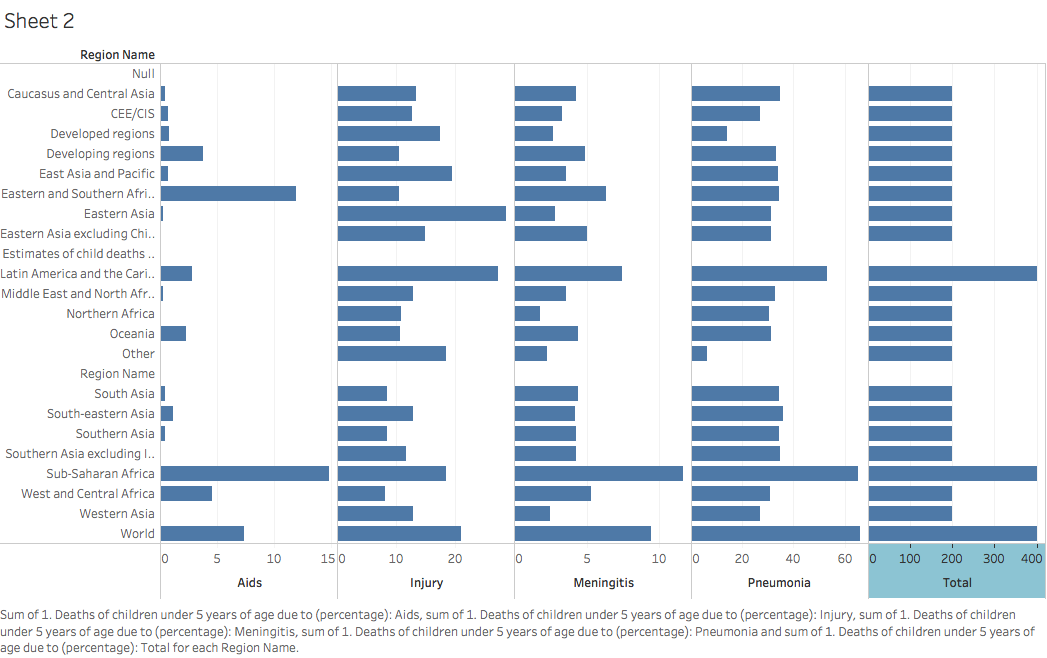 Sheet 2
Region Name
Null
Caucasus and Central Asia
CEE/CIS
Developed regions
Developing regions
East Asia and Pacific
Eastern and Southern Afri..
Eastern Asia
Eastern Asia excluding Chi..
Estimates of child deaths ..
Latin America and the Cari..
Middle East and North Afr..
Northern Africa
Oceania
Other
Region Name
South Asia
South-eastern Asia
Southern Asia
Southern Asia excluding I..
Sub-Saharan Africa
West and Central Africa
Western Asia
World
0 5 10 15 0 10 20 0 5 10 0 20 40 60 0 100 200 300 400
Aids Injury Meningitis Pneumonia Total
Sum of 1. Deaths of children under 5 years of age due to (percentage): Aids, sum of 1. Deaths of children under 5 years of age due to (percentage): Injury, sum of 1. Deaths of children
under 5 years of age due to (percentage): Meningitis, sum of 1. Deaths of children under 5 years of age due to (percentage): Pneumonia and sum of 1. Deaths of children under 5 years of
age due to (percentage): Total for each Region Name.